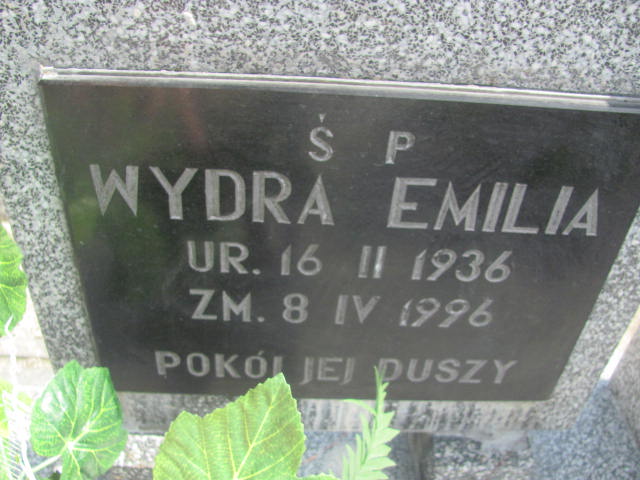 Ś P
WYDRA EMILIA
UR. 16 II 1936
ZM. 8 IV 1996
POKÓJ JEJ DUSZY